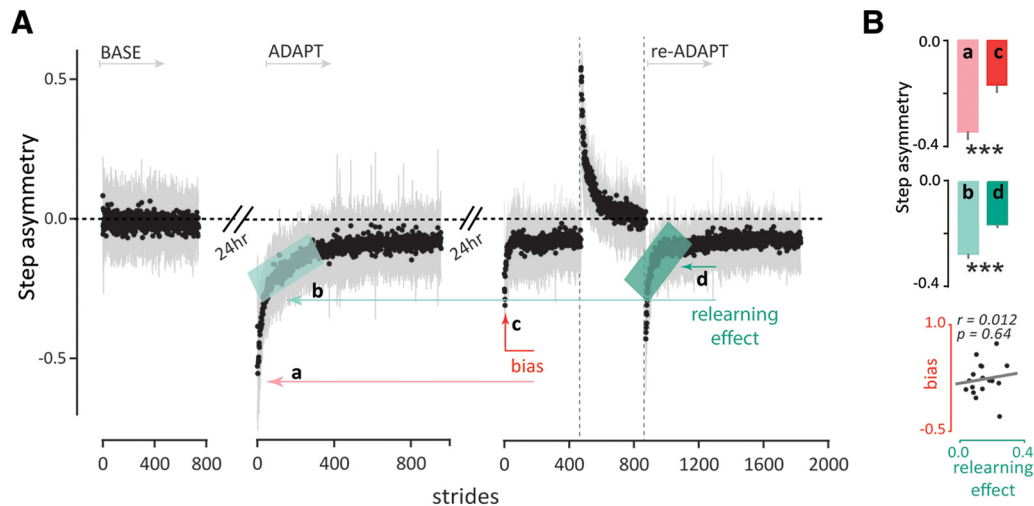 A
BASE
ADAPT
re-ADAPT
Step asymmetry
0.5
0.0
-0.5
24hr
24hr
a
b
c
d
bias
relearning
effect
0 400 800
0 400 800
0 400 800 1200 1600 2000
strides
B
Step asymmetry
0.0
-0.4
a c
***
0.0
-0.4
b d
***
r = 0.012
p = 0.64
1.0
bias
-0.5
0.0 0.4
relearning
effect